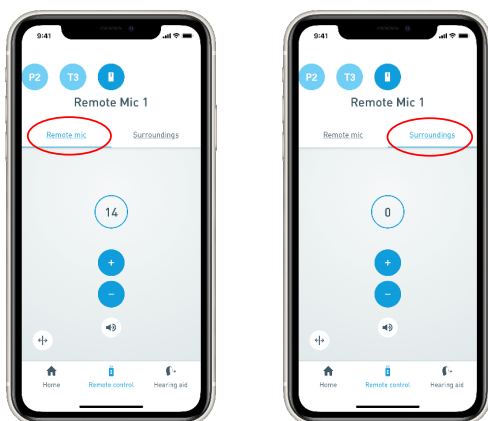 9:41
P2 T3
Remote Mic 1
Remote mic Surroundings
14
+
−
Home Remote control Hearing aid
9:41
P2 T3
Remote Mic 1
Remote mic Surroundings
0
+
−
Home Remote control Hearing aid